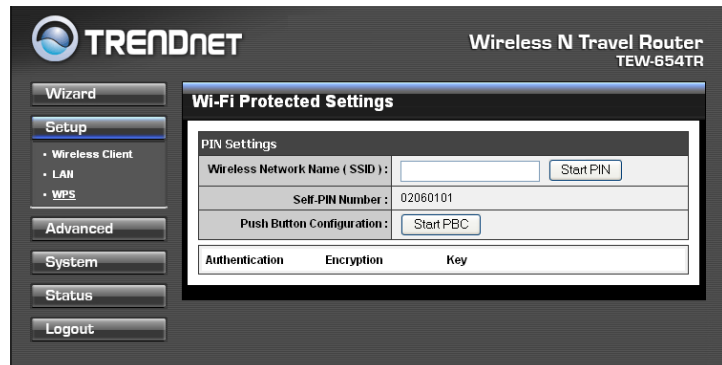 TRENDNET
Wireless N Travel Router
TEW-654TR
Wizard
Setup
• Wireless Client
• LAN
• WPS
Advanced
System
Status
Logout
Wi-Fi Protected Settings
PIN Settings
Wireless Network Name ( SSID ) : Start PIN
Self-PIN Number : 02060101
Push Button Configuration : Start PBC
Authentication Encryption Key